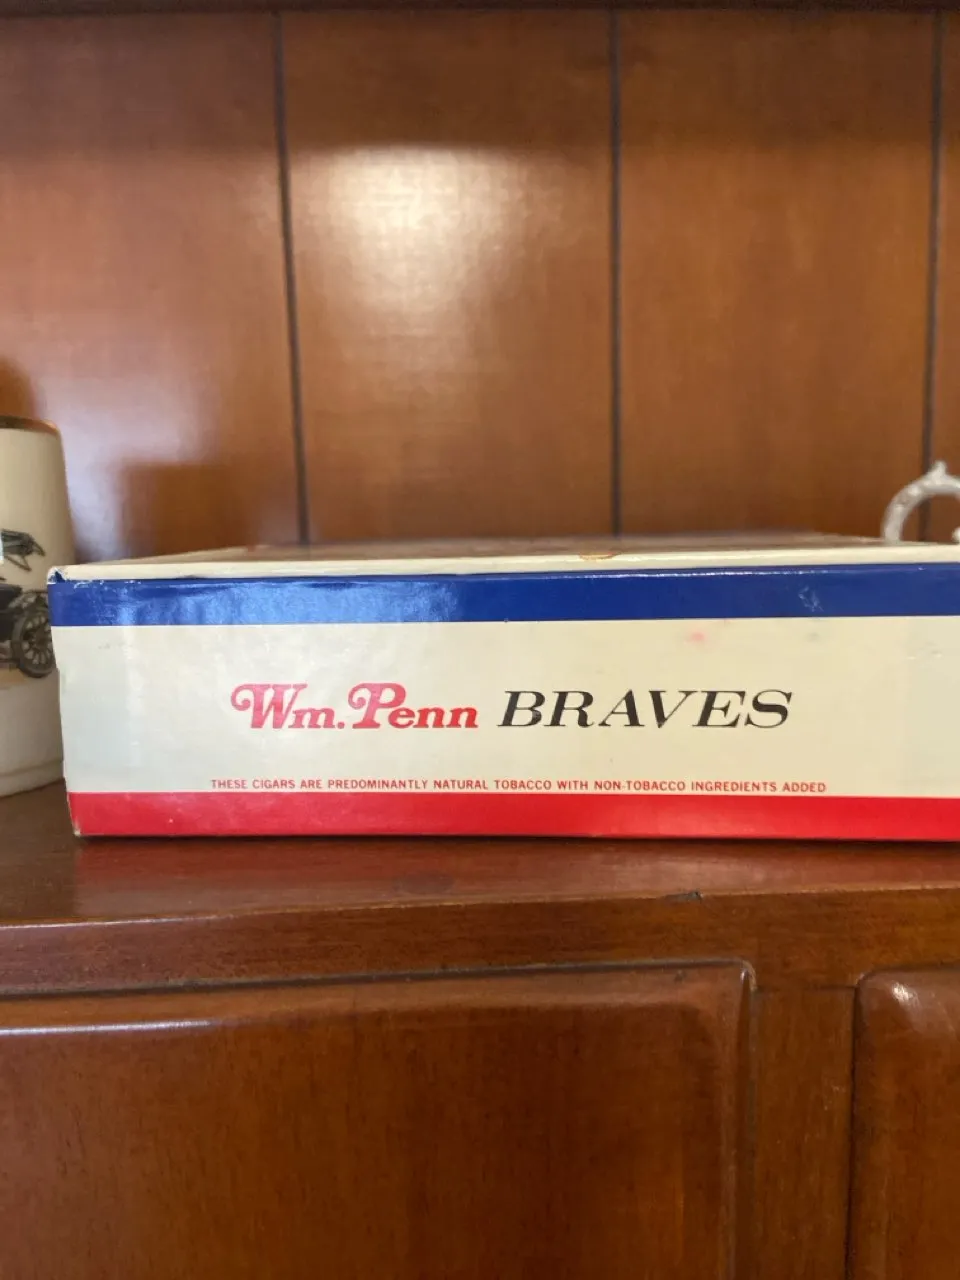 Wm. Penn BRAVES
THESE CIGARS ARE PREDOMINANTLY NATURAL TOBACCO WITH NON-TOBACCO INGREDIENTS ADDED